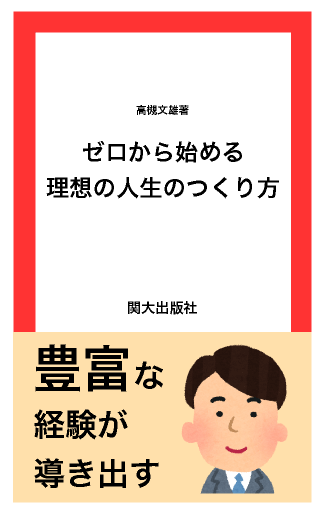 高槻文雄著
ゼロから始める
理想の人生のつくり方
関大出版社
豊富な
経験が
導き出す